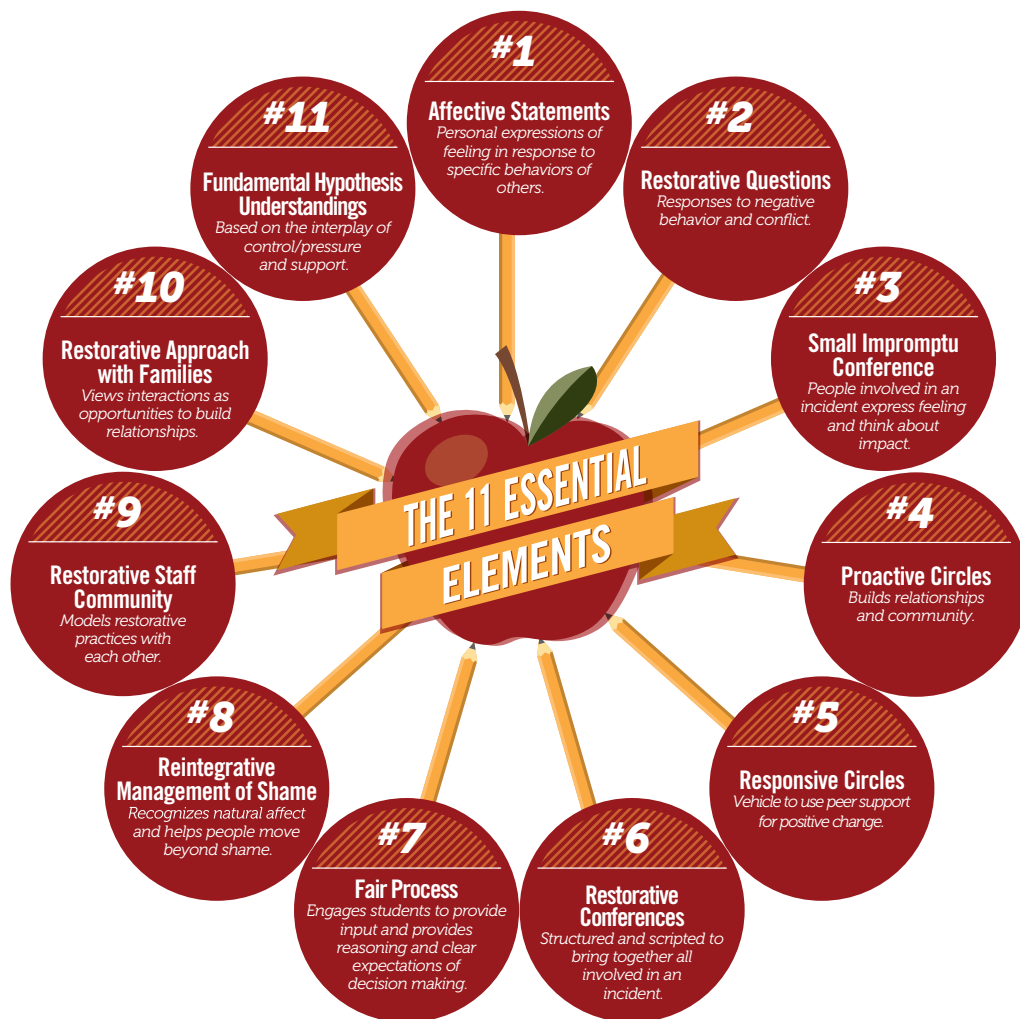 THE 11 ESSENTIAL
ELEMENTS
#1
Affective Statements
Personal expressions of
feeling in response to
specific behaviors of
others.
#2
Restorative Questions
Responses to negative
behavior and conflict.
#3
Small Impromptu
Conference
People involved in an
incident express feeling
and think about
impact.
#4
Proactive Circles
Builds relationships
and community.
#5
Responsive Circles
Vehicle to use peer support
for positive change.
#6
Restorative
Conferences
Structured and scripted to
bring together all
involved in an
incident.
#7
Fair Process
Engages students to provide
input and provides
reasoning and clear
expectations of
decision making.
#8
Reintegrative
Management of Shame
Recognizes natural affect
and helps people move
beyond shame.
#9
Restorative Staff
Community
Models restorative
practices with
each other.
#10
Restorative Approach
with Families
Views interactions as
opportunities to build
relationships.
#11
Fundamental Hypothesis
Understandings
Based on the interplay of
control/pressure
and support.